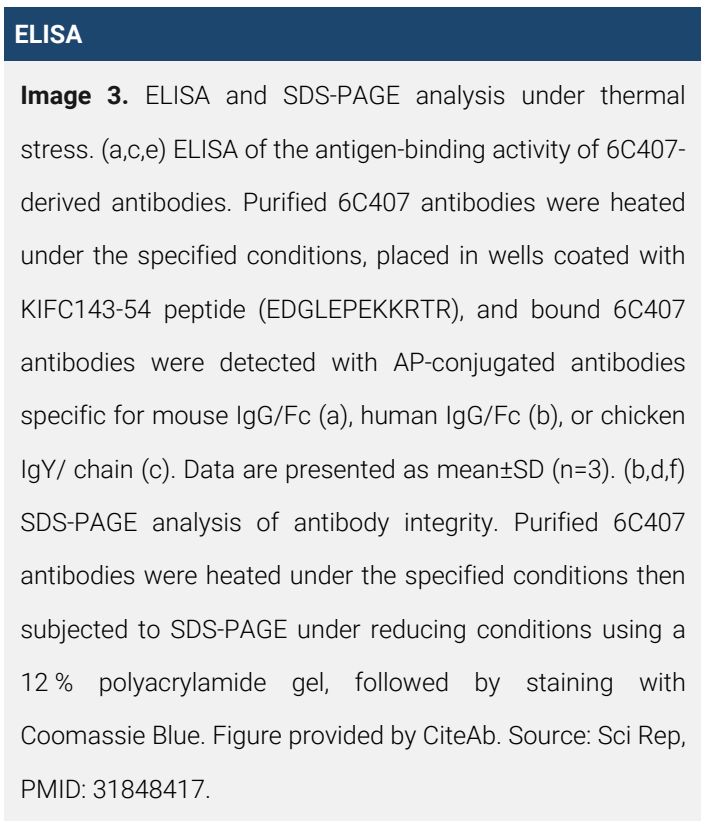 ELISA
Image 3. ELISA and SDS-PAGE analysis under thermal
stress. (a,c,e) ELISA of the antigen-binding activity of 6C407-
derived antibodies. Purified 6C407 antibodies were heated
under the specified conditions, placed in wells coated with
KIFC143-54 peptide (EDGLEPEKKRTR), and bound 6C407
antibodies were detected with AP-conjugated antibodies
specific for mouse IgG/Fc (a), human IgG/Fc (b), or chicken
IgY/ chain (c). Data are presented as mean±SD (n=3). (b,d,f)
SDS-PAGE analysis of antibody integrity. Purified 6C407
antibodies were heated under the specified conditions then
subjected to SDS-PAGE under reducing conditions using a
12 % polyacrylamide gel, followed by staining with
Coomassie Blue. Figure provided by CiteAb. Source: Sci Rep,
PMID: 31848417.